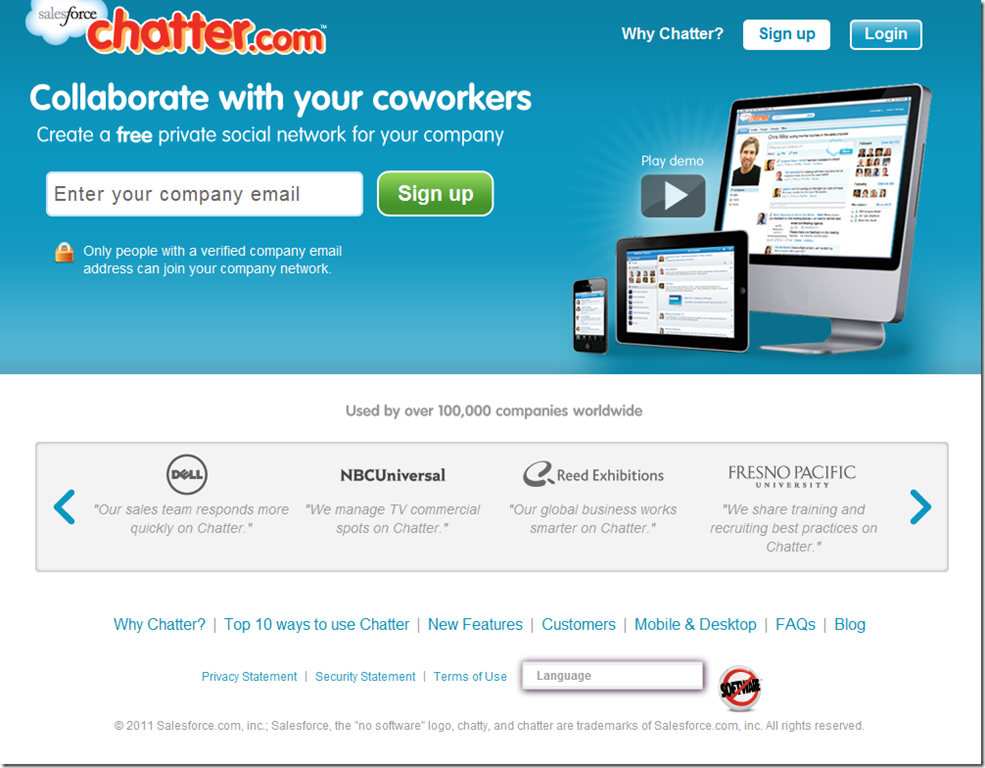 salesforce
chatter.com™
Why Chatter?
Sign up
Login
Collaborate with your coworkers
Create a free private social network for your company
Enter your company email
Sign up
Only people with a verified company email
address can join your company network.
Play demo
Used by over 100,000 companies worldwide
DELL
"Our sales team responds more
quickly on Chatter."
NBCUniversal
"We manage TV commercial
spots on Chatter."
Reed Exhibitions
"Our global business works
smarter on Chatter."
FRESNO PACIFIC
UNIVERSITY
"We share training and
recruiting best practices on
Chatter."
Why Chatter? | Top 10 ways to use Chatter | New Features | Customers | Mobile & Desktop | FAQs | Blog
Privacy Statement | Security Statement | Terms of Use
Language
SOFTWARE
© 2011 Salesforce.com, inc.; Salesforce, the "no software" logo, chatty, and chatter are trademarks of Salesforce.com, inc. All rights reserved.